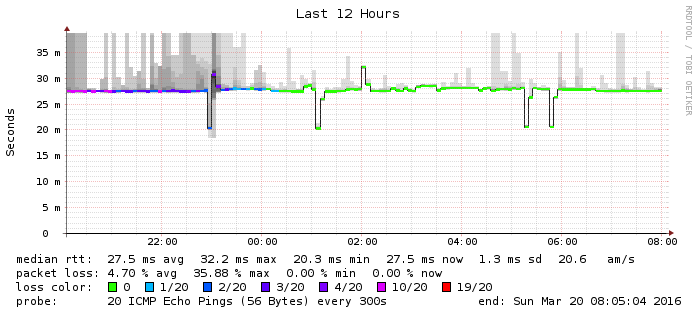 Last 12 Hours
RRDTOOL / TOBI OETIKER
Seconds
35 m
30 m
25 m
20 m
15 m
10 m
5 m
0
22:00 00:00 02:00 04:00 06:00 08:00
median rtt: 27.5 ms avg 32.2 ms max 20.3 ms min 27.5 ms now 1.3 ms sd 20.6 am/s
packet loss: 4.70 % avg 35.88 % max 0.00 % min 0.00 % now
loss color: 0 1/20 2/20 3/20 4/20 10/20 19/20
probe: 20 ICMP Echo Pings (56 Bytes) every 300s end: Sun Mar 20 08:05:04 2016